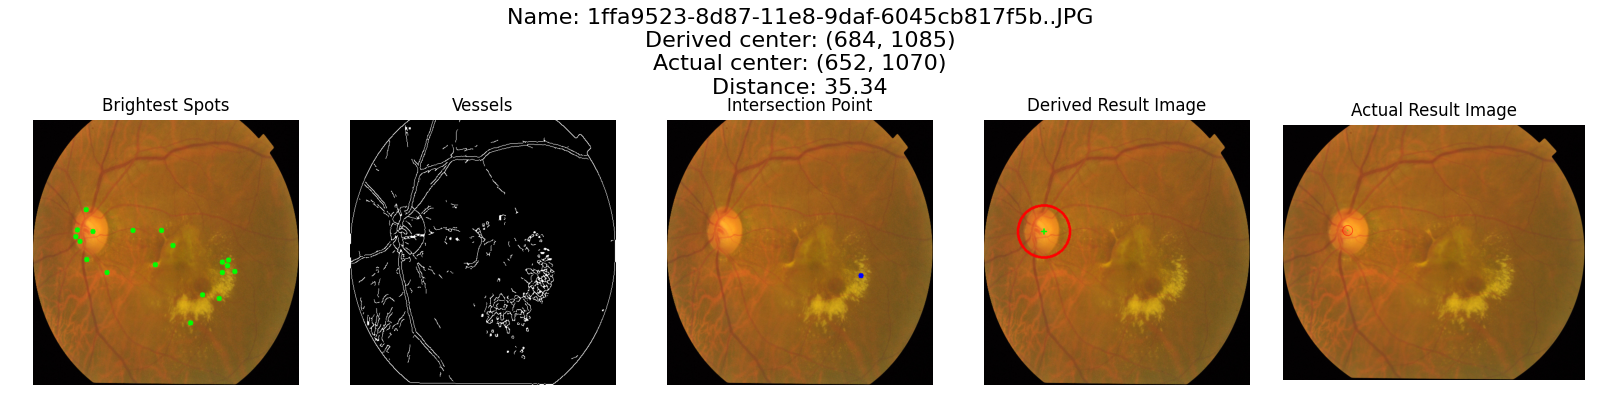 Name: 1ffa9523-8d87-11e8-9daf-6045cb817f5b..JPG
Derived center: (684, 1085)
Actual center: (652, 1070)
Distance: 35.34
Brightest Spots
Vessels
Intersection Point
Derived Result Image
Actual Result Image